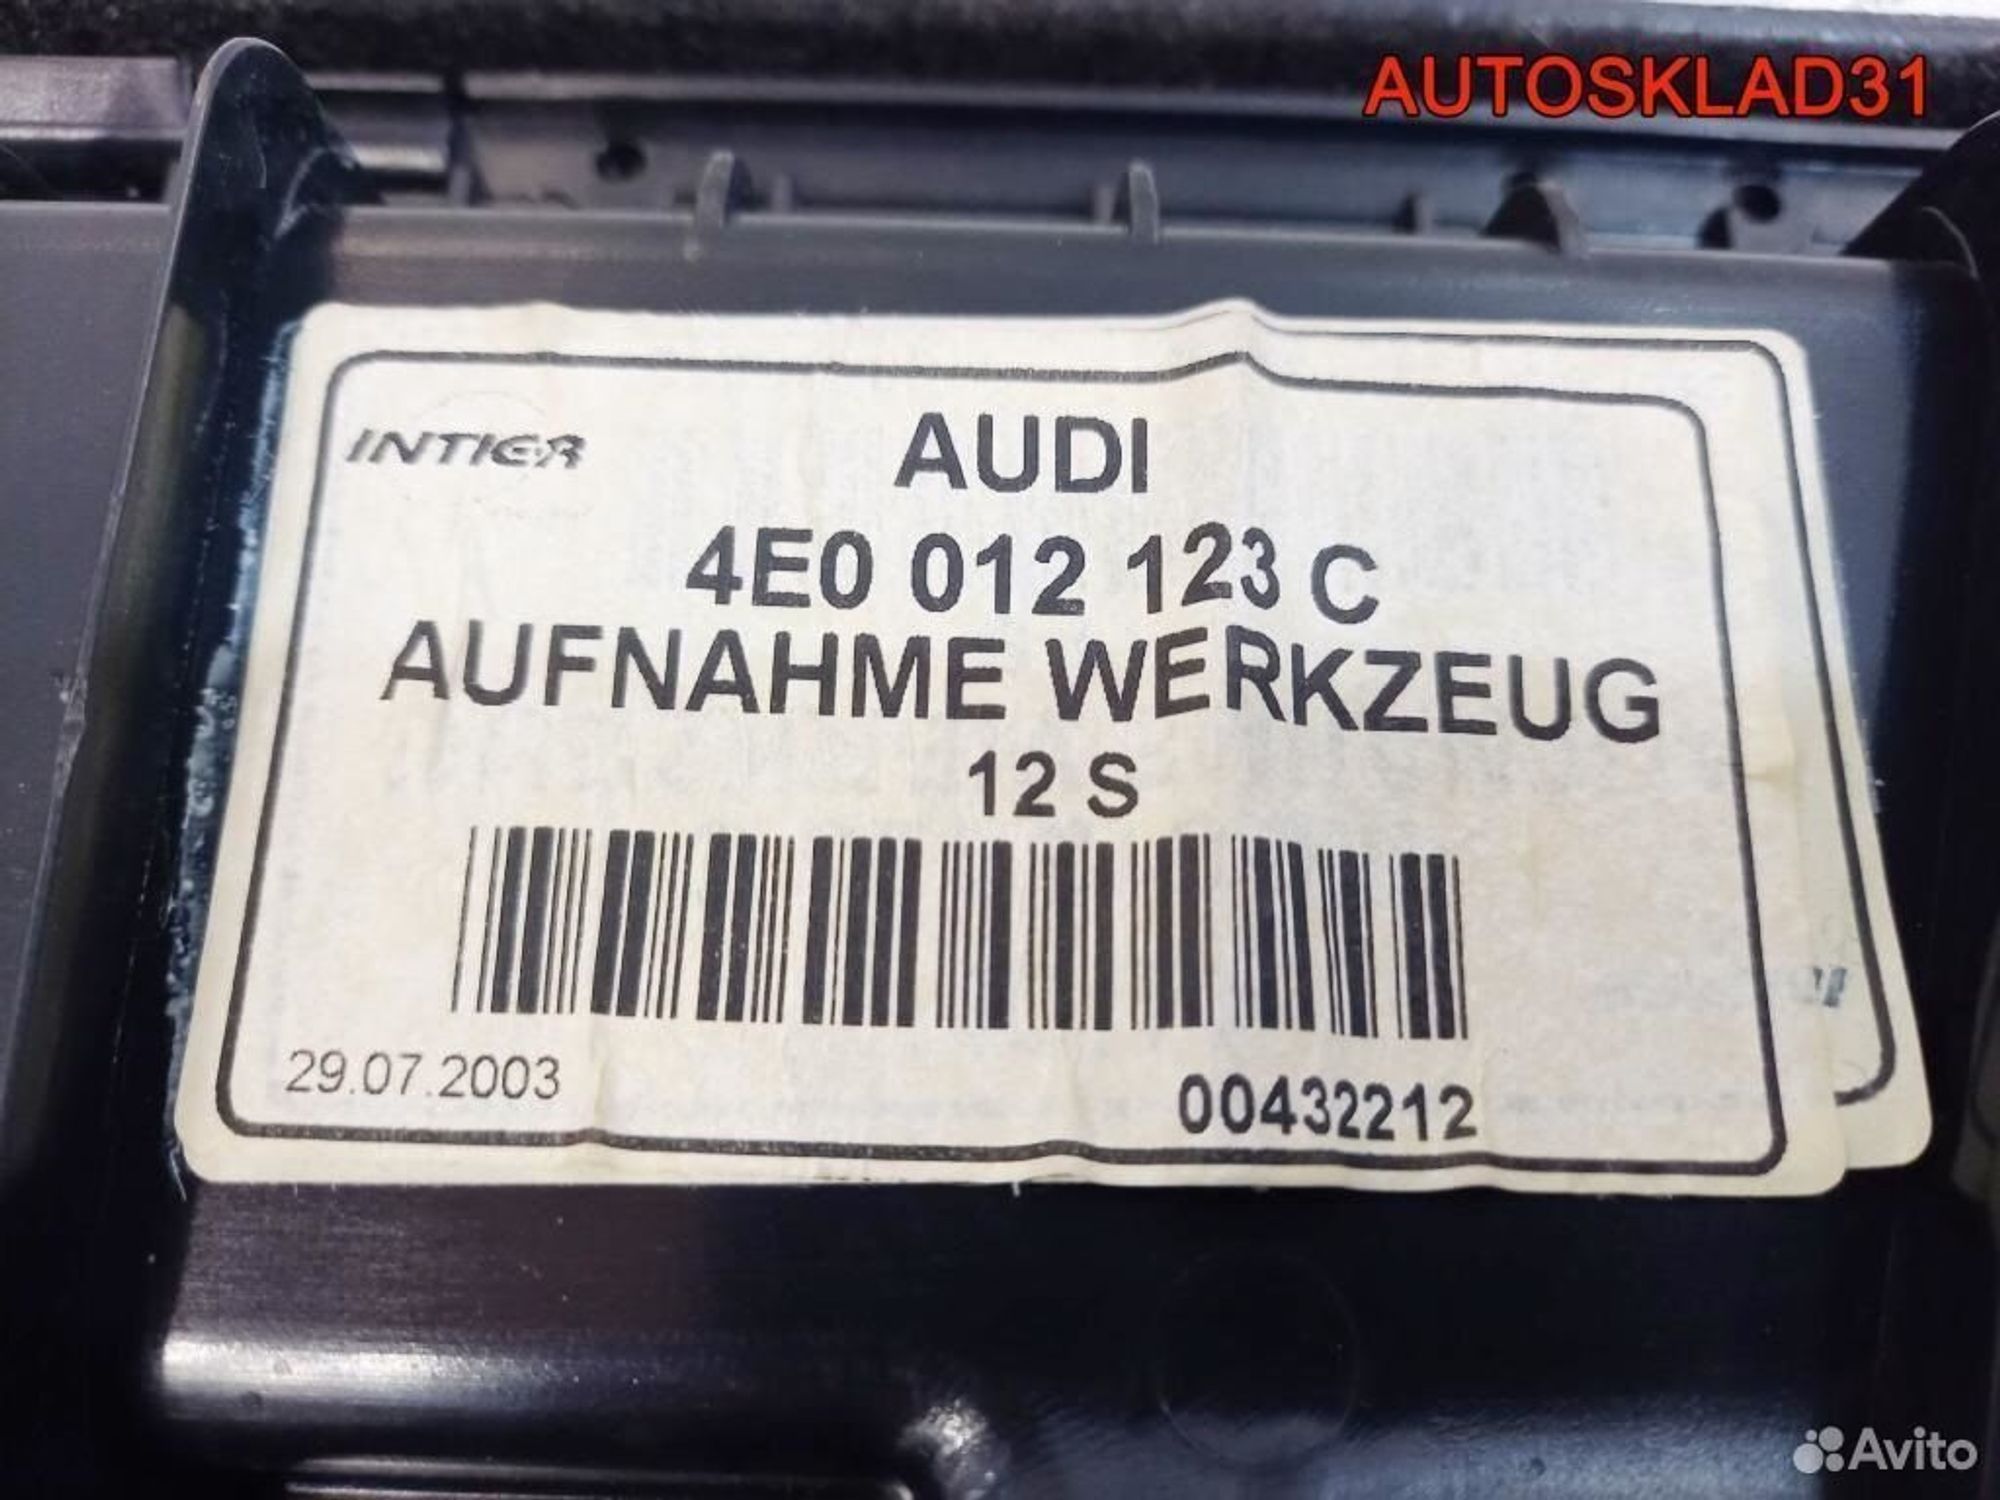 AUTOSKLAD31
INTIER
AUDI
4E0 012 123 C
AUFNAHME WERKZEUG
12 S
29.07.2003
00432212
Avito